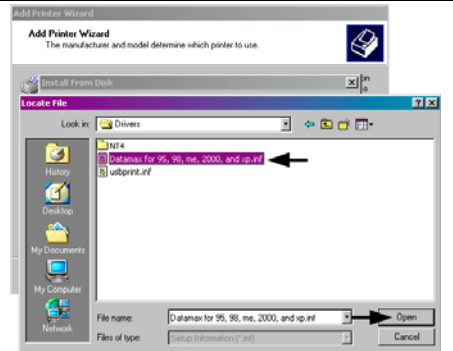 Add Printer Wizard
Add Printer Wizard
The manufacturer and model determine which printer to use.
Install From Disk
Locate File
Look in:
Drivers
NT4
Datamax for 95, 98, me, 2000, and xp.inf
usbprint.inf
History
Desktop
My Documents
My Computer
Network
File name:
Datamax for 95, 98, me, 2000, and xp.inf
Open
Files of type:
Setup Information (*.inf)
Cancel